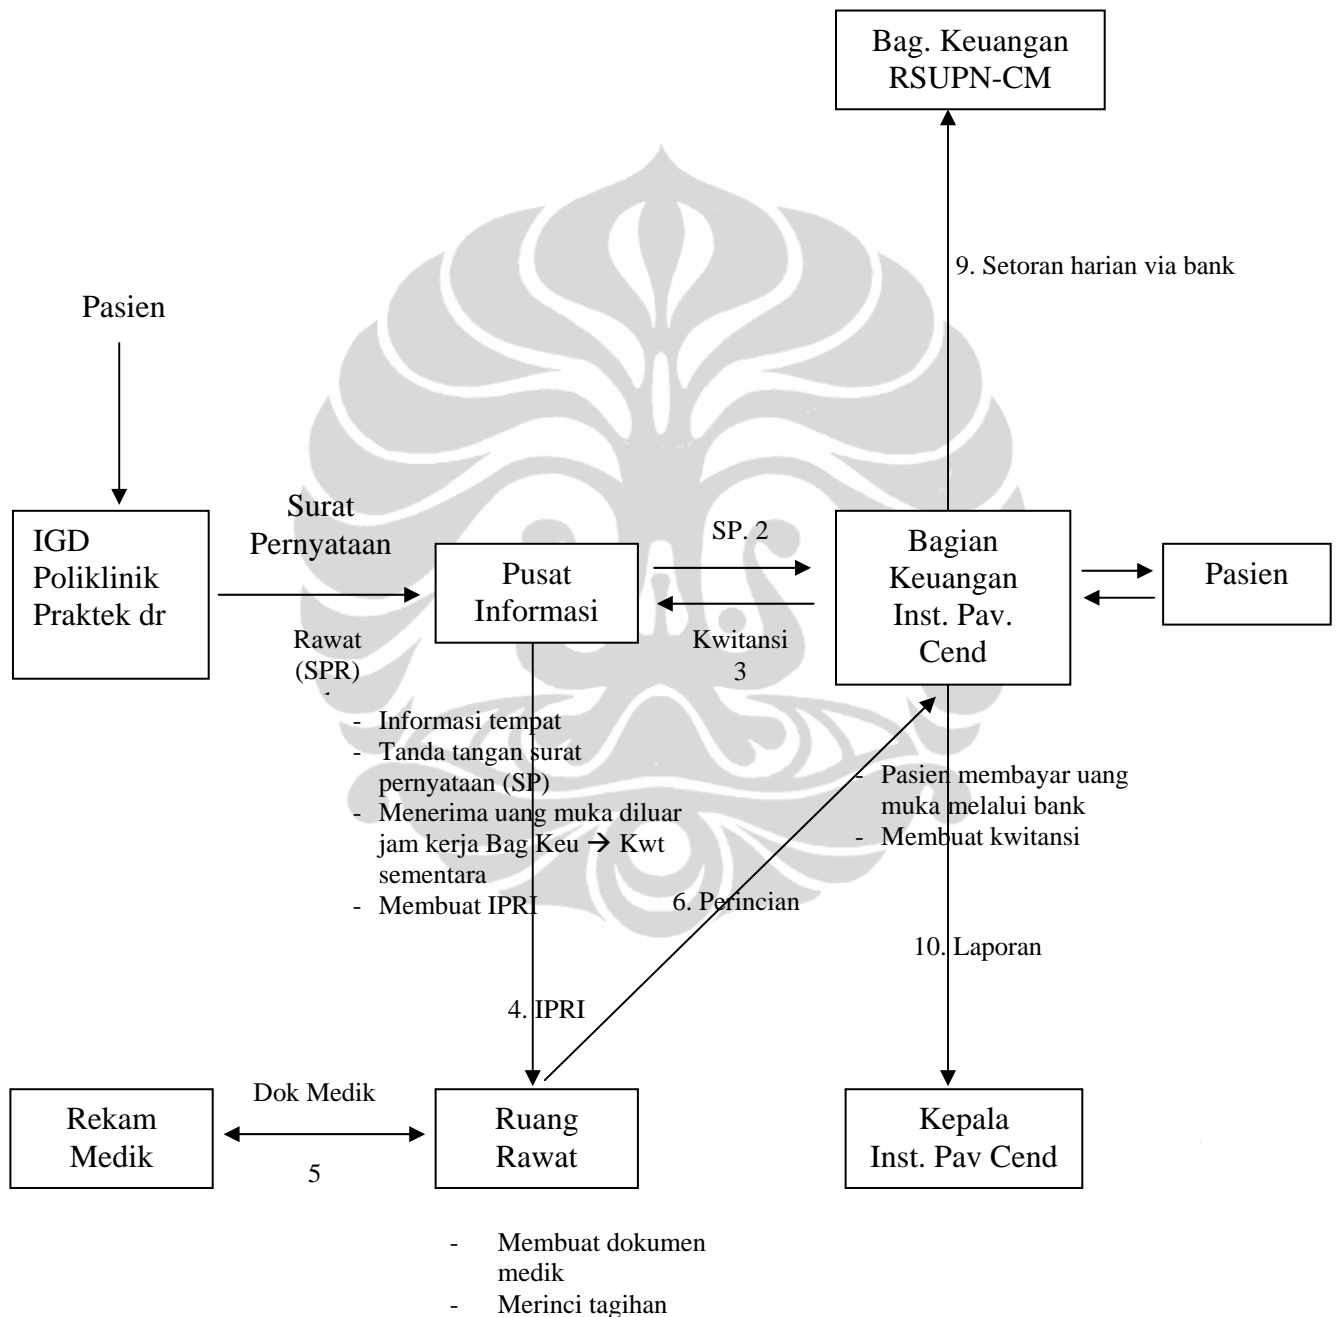 Bag. Keuangan
RSUPN-CM
9. Setoran harian via bank
Pasien
IGD
Poliklinik
Praktek dr
Surat
Pernyataan
Rawat
(SPR)
Pusat
Informasi
SP. 2
Kwitansi
3
Bagian
Keuangan
Inst. Pav.
Cend
Pasien
- Informasi tempat
- Tanda tangan surat
pernyataan (SP)
- Menerima uang muka diluar
jam kerja Bag Keu → Kwt
sementara
- Membuat IPRI
- Pasien membayar uang
muka melalui bank
- Membuat kwitansi
6. Perincian
10. Laporan
4. IPRI
Rekam
Medik
Dok Medik
5
Ruang
Rawat
Kepala
Inst. Pav Cend
- Membuat dokumen
medik
- Merinci tagihan